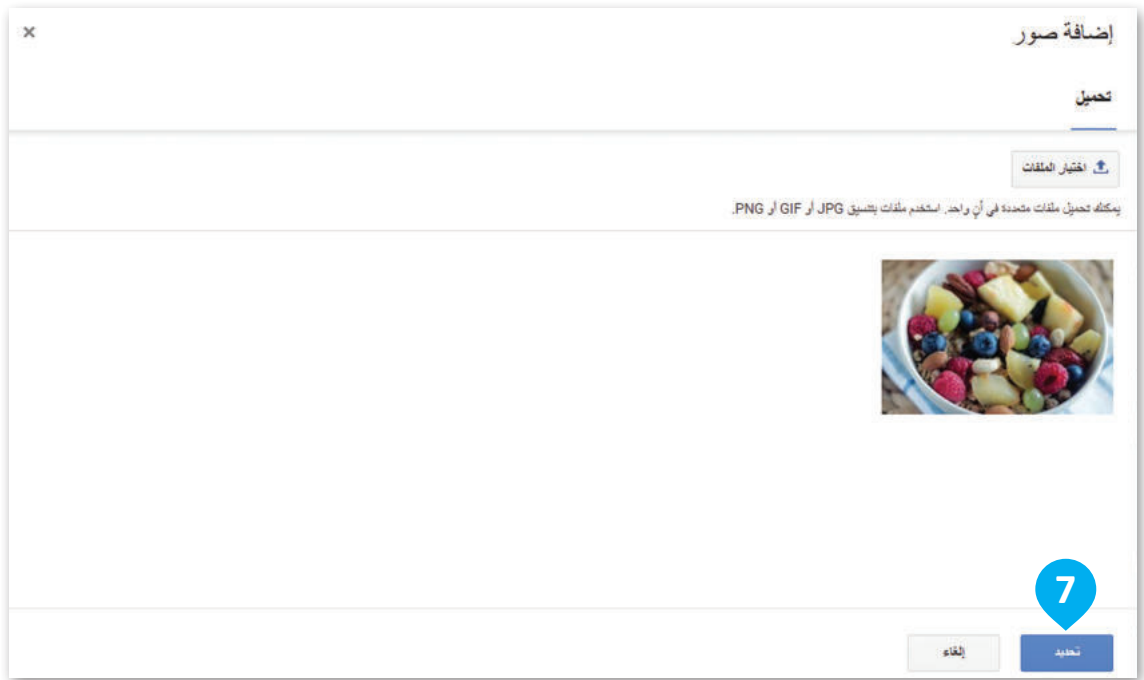 إضافة صور
×
تحميل
اختيار الملفات
يمكنك تحميل ملفات متعددة في آنٍ واحد. استخدم ملفات بتنسيق JPG أو GIF أو PNG.
7
تحديد
إلغاء